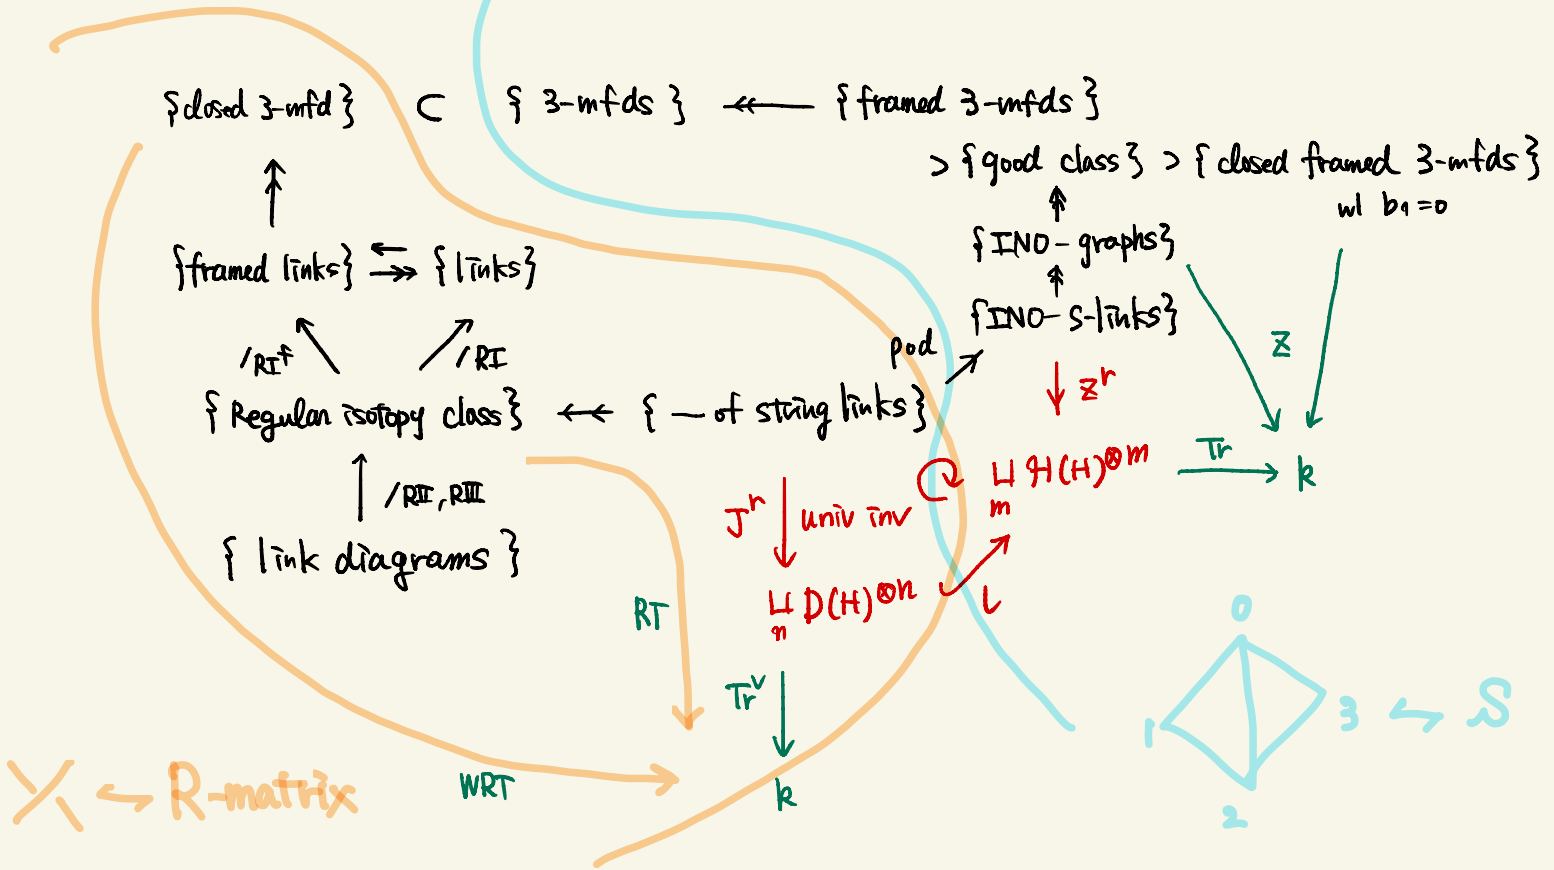 {closed 3-mfd} ⊂ { 3-mfds } ↞ {framed 3-mfds}
> {good class} > {closed framed 3-mfds}
w/ b₁=0
{INO-graphs}
{framed links} ⇆ {links}
{INO-S-links}
pod
/RI^f /RI
Z
Z^r
{Regular isotopy class} ↞ { — of string links}
⊔_m H(H)^{⊗m} Tr k
/RII, RIII
J^r univ inv
{ link diagrams }
⊔_n D(H)^{⊗n} ι
RT
Tr^V
WRT
k
X ↔ R-matrix
0
1 3 ↔ S
2